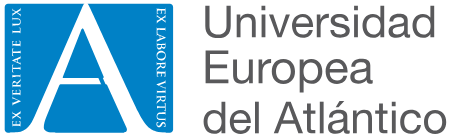 EX VERITATE LUX
A
EX LABORE VIRTUS
Universidad
Europea
del Atlántico